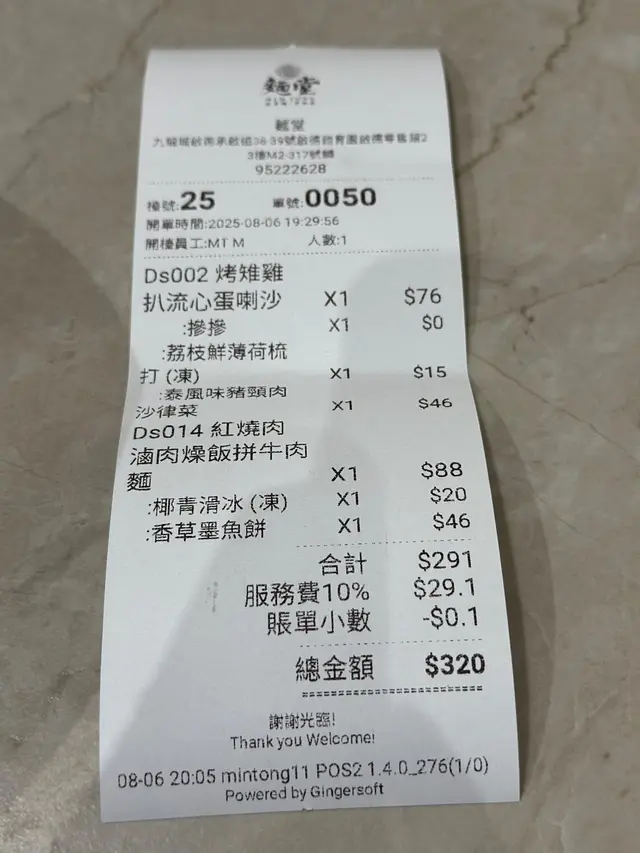 麵堂
麵堂
九龍城啟德承啟道38-39號啟德體育園啟德零售館2
3樓M2-317號舖
95222628
檯號:25 單號:0050
開單時間:2025-08-06 19:29:56
開檯員工:MT M 人數:1
Ds002 烤雉雞
扒流心蛋喇沙 X1 $76
:摻摻 X1 $0
:荔枝鮮薄荷梳
打 (凍) X1 $15
:泰風味豬頸肉
沙律菜 X1 $46
Ds014 紅燒肉
滷肉燥飯拼牛肉
麵 X1 $88
:椰青滑冰 (凍) X1 $20
:香草墨魚餅 X1 $46
合計 $291
服務費10% $29.1
賬單小數 -$0.1
總金額 $320
謝謝光臨!
Thank you Welcome!
08-06 20:05 mintong11 POS2 1.4.0_276(1/0)
Powered by Gingersoft